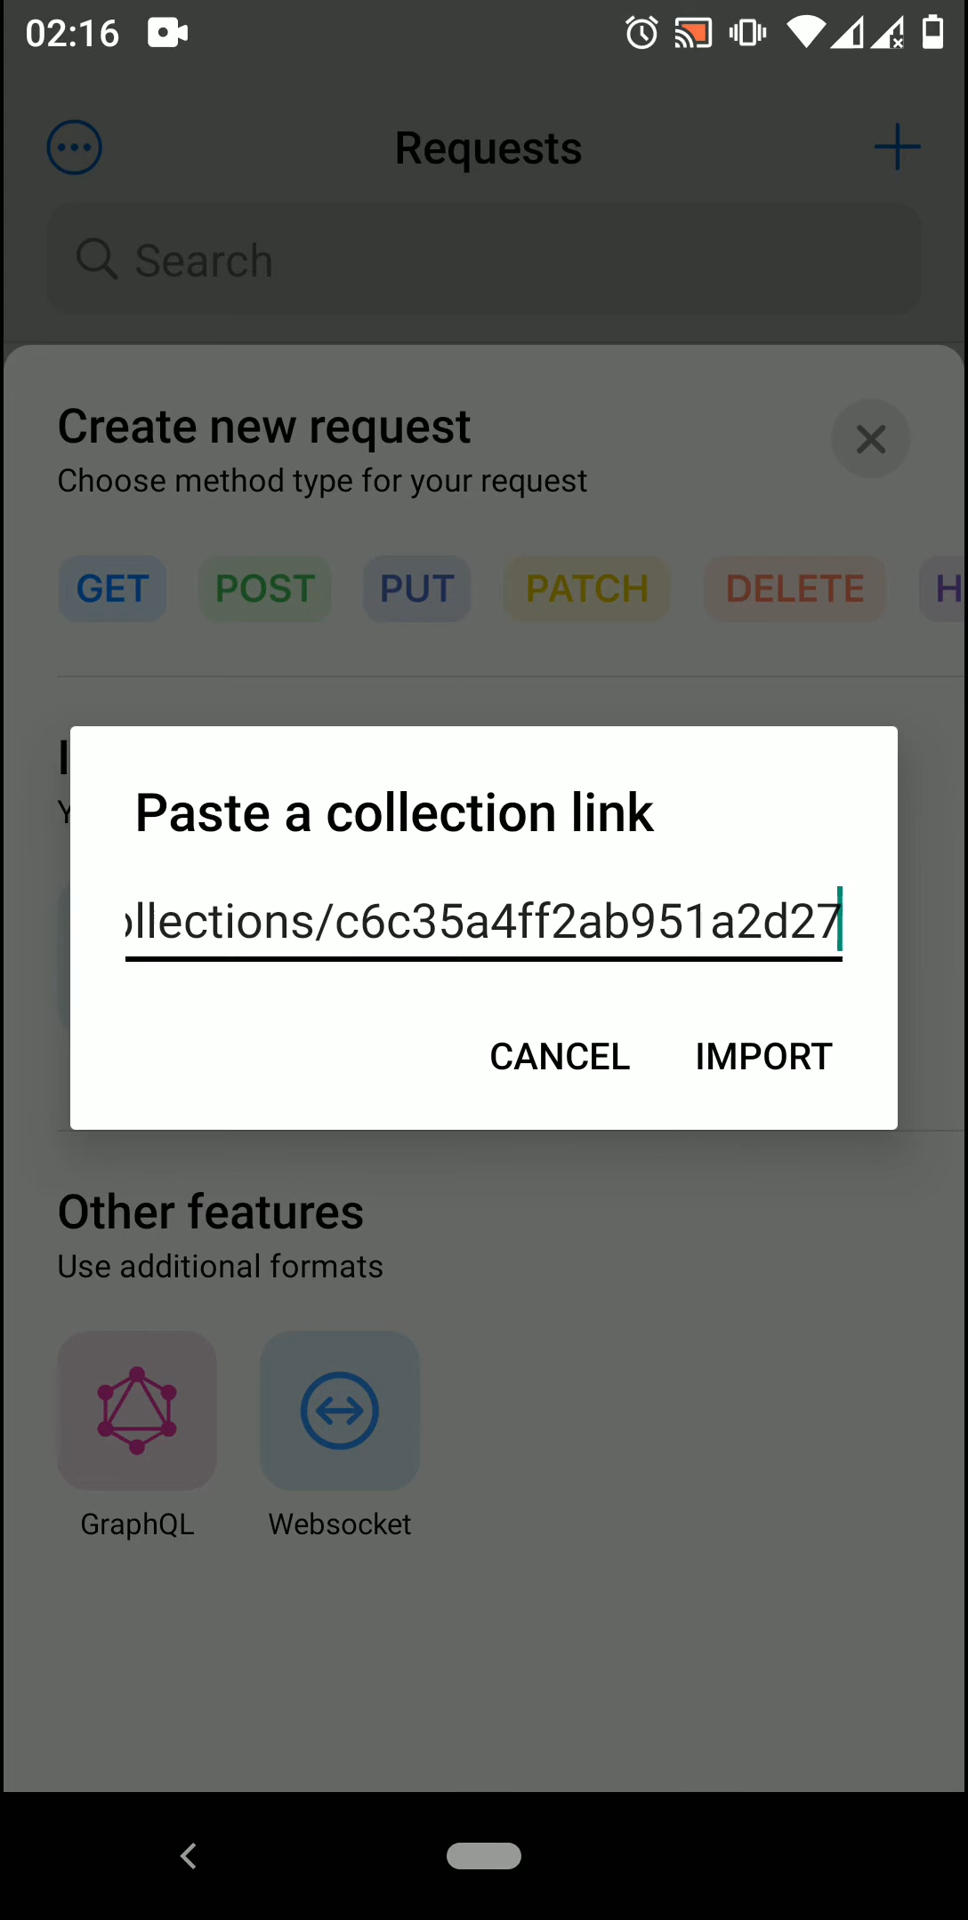 02:16
Requests
Search
Create new request
Choose method type for your request
GET POST PUT PATCH DELETE
Paste a collection link
ollections/c6c35a4ff2ab951a2d27
CANCEL IMPORT
Other features
Use additional formats
GraphQL Websocket